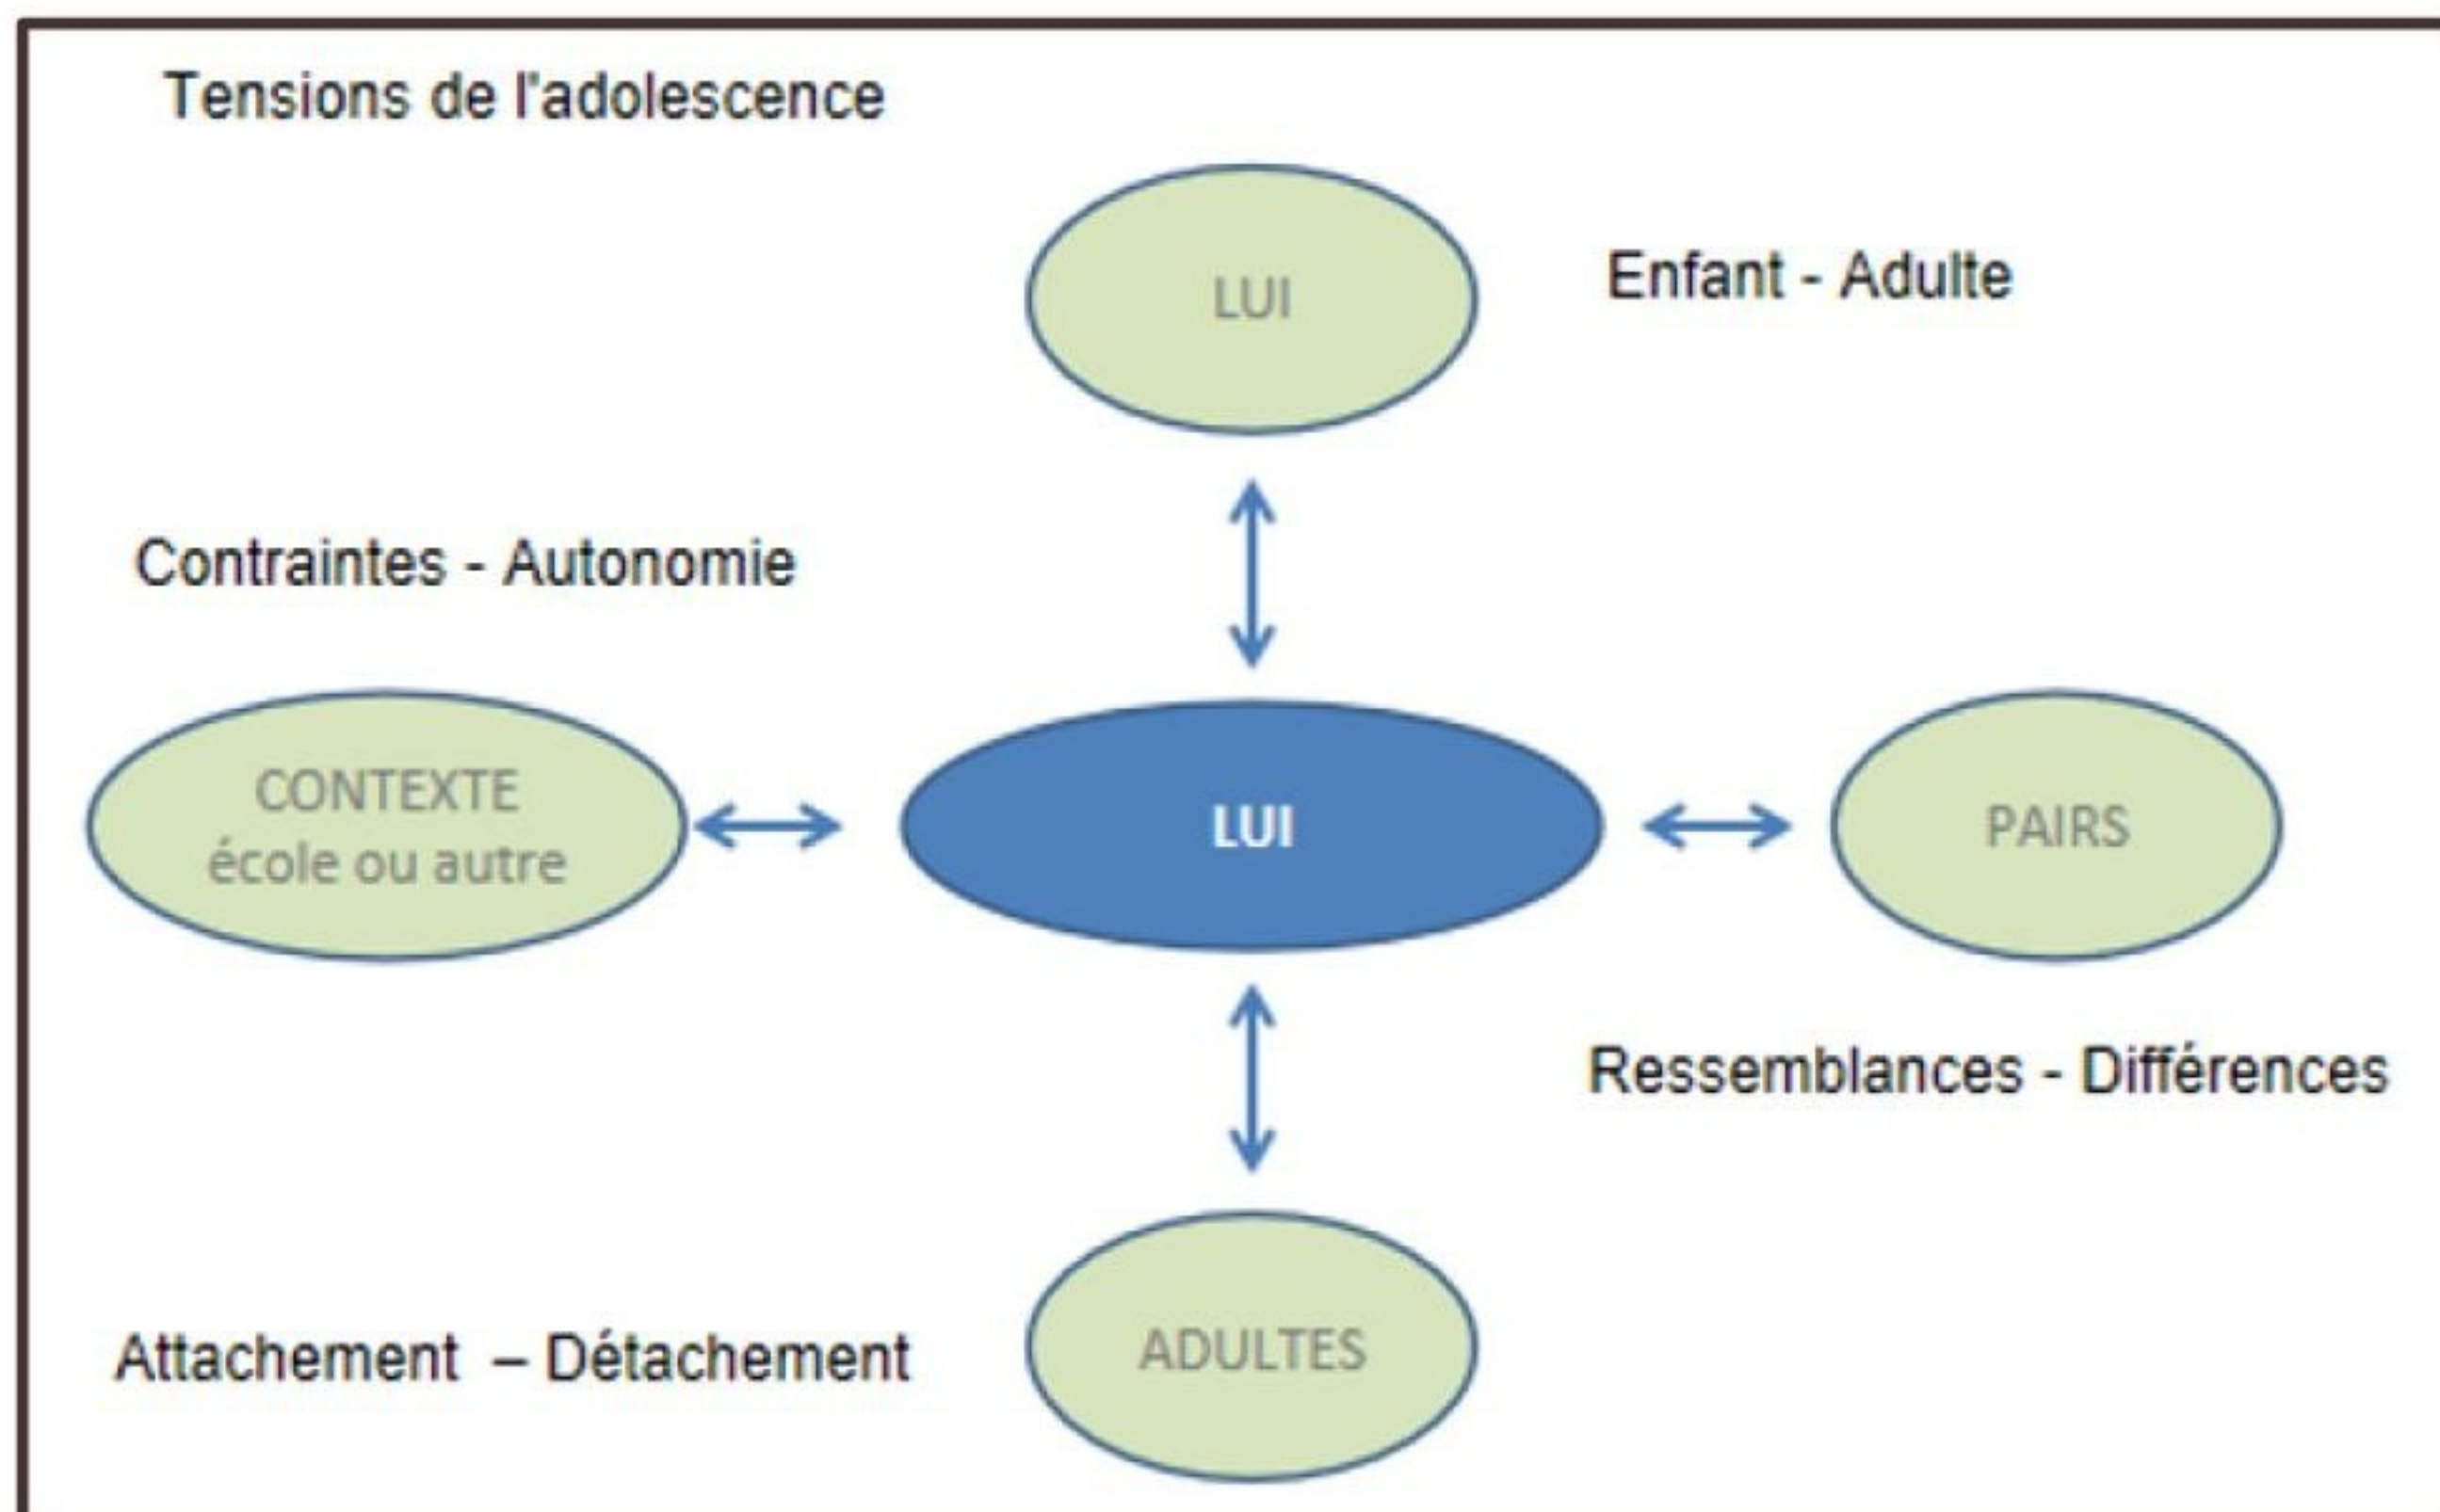 Tensions de l'adolescence
LUI
Enfant - Adulte
Contraintes - Autonomie
CONTEXTE
école ou autre
LUI
PAIRS
Ressemblances - Différences
Attachement – Détachement
ADULTES